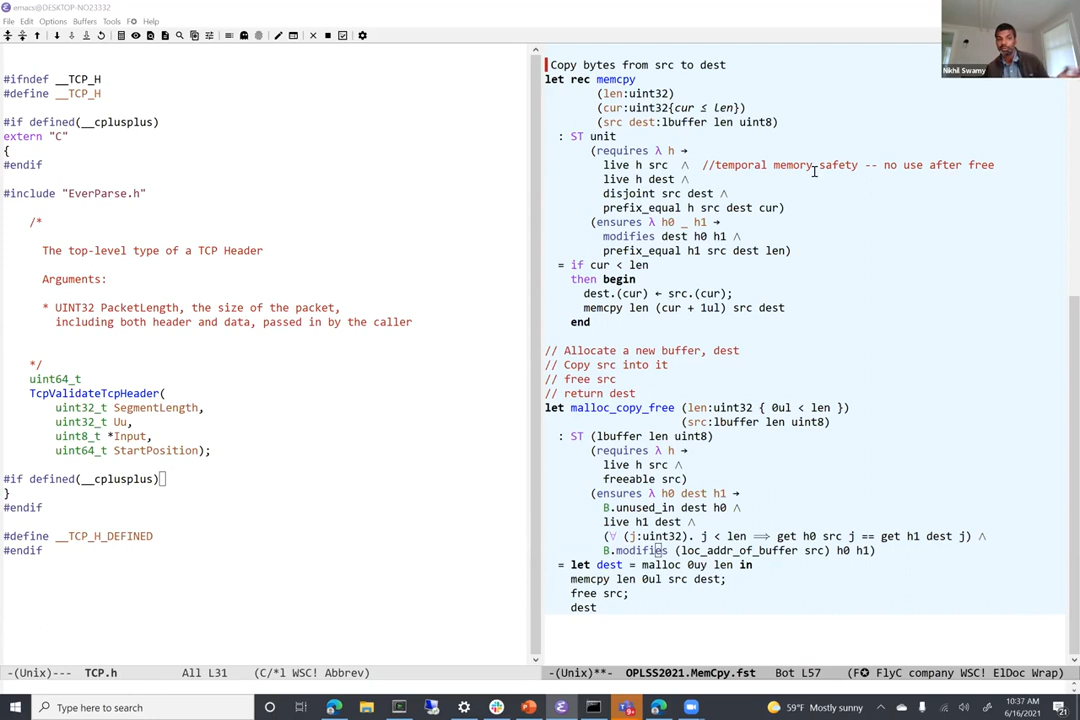 emacs@DESKTOP-NO23332
File Edit Options Buffers Tools F✪ Help
#ifndef __TCP_H
#define __TCP_H
#if defined(__cplusplus)
extern "C"
{
#endif
#include "EverParse.h"
/*
The top-level type of a TCP Header
Arguments:
* UINT32 PacketLength, the size of the packet,
including both header and data, passed in by the caller
*/
uint64_t
TcpValidateTcpHeader(
uint32_t SegmentLength,
uint32_t Uu,
uint8_t *Input,
uint64_t StartPosition);
#if defined(__cplusplus)
}
#endif
#define __TCP_H_DEFINED
#endif
-(Unix)--- TCP.h All L31 (C/*l WSC! Abbrev)
Copy bytes from src to dest
let rec memcpy
(len:uint32)
(cur:uint32{cur ≤ len})
(src dest:lbuffer len uint8)
: ST unit
(requires λ h →
live h src ∧ //temporal memory safety -- no use after free
live h dest ∧
disjoint src dest ∧
prefix_equal h src dest cur)
(ensures λ h0 _ h1 →
modifies dest h0 h1 ∧
prefix_equal h1 src dest len)
= if cur < len
then begin
dest.(cur) ← src.(cur);
memcpy len (cur + 1ul) src dest
end
// Allocate a new buffer, dest
// Copy src into it
// free src
// return dest
let malloc_copy_free (len:uint32 { 0ul < len })
(src:lbuffer len uint8)
: ST (lbuffer len uint8)
(requires λ h →
live h src ∧
freeable src)
(ensures λ h0 dest h1 →
B.unused_in dest h0 ∧
live h1 dest ∧
(∀ (j:uint32). j < len ⟹ get h0 src j == get h1 dest j) ∧
B.modifies (loc_addr_of_buffer src) h0 h1)
= let dest = malloc 0uy len in
memcpy len 0ul src dest;
free src;
dest
-(Unix)**- OPLSS2021.MemCpy.fst Bot L57 (F✪ FlyC company WSC! ElDoc Wrap)
Nikhil Swamy
Type here to search
59°F Mostly sunny
10:37 AM
6/16/2021